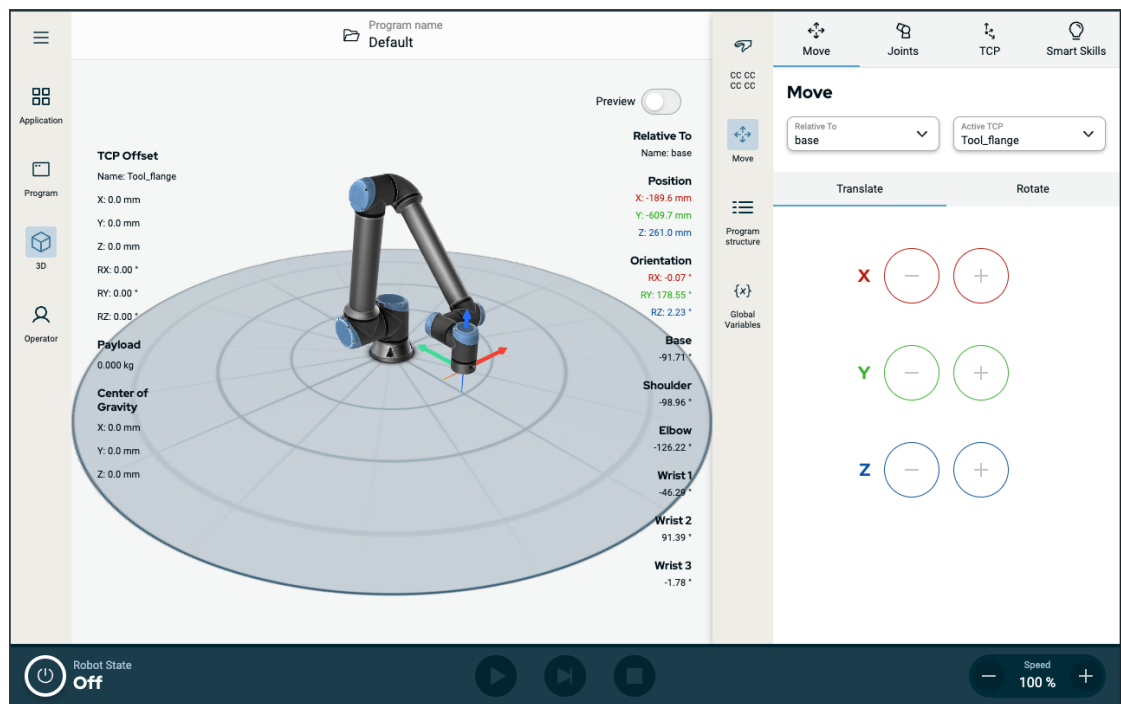 Program name
Default
Application
Program
3D
Operator
Preview
TCP Offset
Name: Tool_flange
X: 0.0 mm
Y: 0.0 mm
Z: 0.0 mm
RX: 0.00 °
RY: 0.00 °
RZ: 0.00 °
Payload
0.000 kg
Center of
Gravity
X: 0.0 mm
Y: 0.0 mm
Z: 0.0 mm
Relative To
Name: base
Position
X: -189.6 mm
Y: -609.7 mm
Z: 261.0 mm
Orientation
RX: -0.07 °
RY: 178.55 °
RZ: 2.23 °
Base
-91.71 °
Shoulder
-98.96 °
Elbow
-126.22 °
Wrist 1
-46.29 °
Wrist 2
91.39 °
Wrist 3
-1.78 °
CC CC
CC CC
Move
Program
structure
{x}
Global
Variables
Move
Joints
TCP
Smart Skills
Move
Relative To
base
Active TCP
Tool_flange
Translate
Rotate
X − +
Y − +
Z − +
Robot State
Off
Speed
− 100 % +